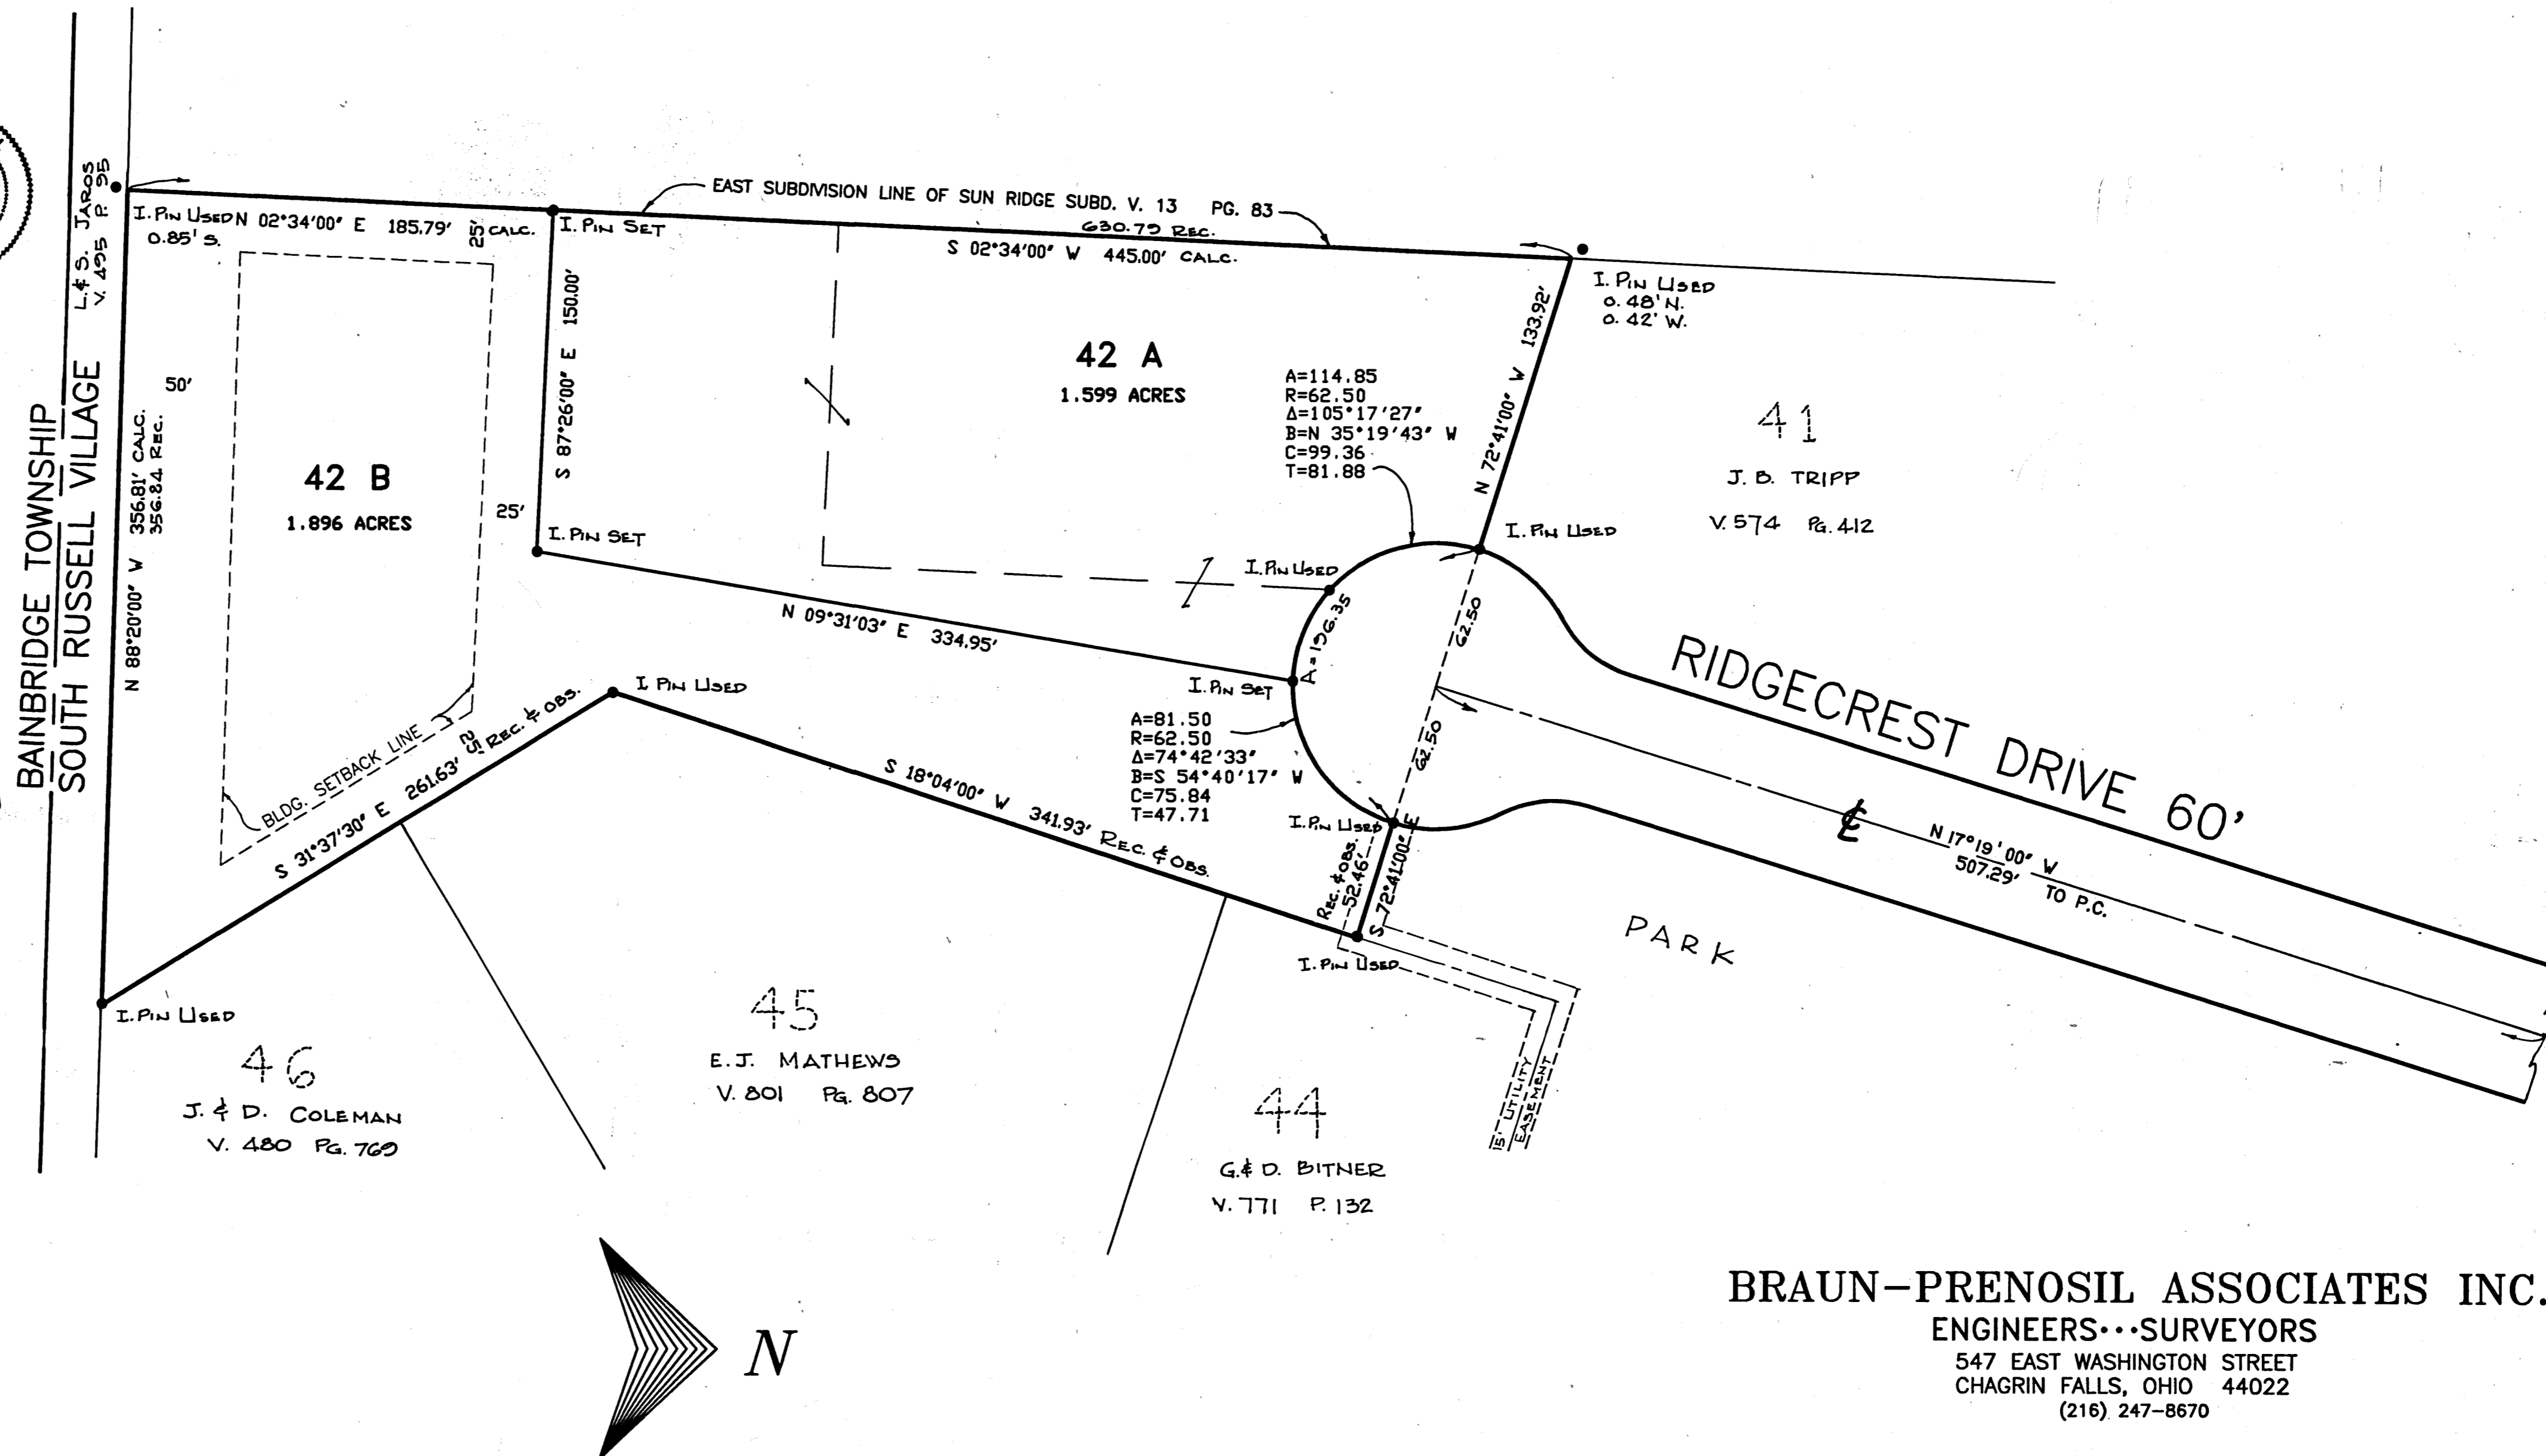 BAINBRIDGE TOWNSHIP
SOUTH RUSSELL VILLAGE
L.& S. JAROS
V. 495 P 95
I. PIN USED
0.85' S.
N 02°34'00" E 185.79' CALC.
25'
I. PIN SET
EAST SUBDIVISION LINE OF SUN RIDGE SUBD. V. 13 PG. 83
630.79 REC.
S 02°34'00" W 445.00' CALC.
I. PIN USED
0.48' N.
0.42' W.
N 72°41'00" W 133.92'
S 87°26'00" E 150.00'
42 A
1.599 ACRES
A=114.85
R=62.50
Δ=105°17'27"
B=N 35°19'43" W
C=99.36
T=81.88
41
J. B. TRIPP
V. 574 PG. 412
50'
N 88°20'00" W 356.81' CALC.
356.84 REC.
42 B
1.896 ACRES
25'
I. PIN SET
I. PIN USED
I. PIN USED
A=196.35
62.50
62.50
N 09°31'03" E 334.95'
I. PIN SET
I PIN USED
BLDG. SETBACK LINE
25'
S 31°37'30" E 261.63' REC. & OBS.
A=81.50
R=62.50
Δ=74°42'33"
B=S 54°40'17" W
C=75.84
T=47.71
S 18°04'00" W 341.93' REC. & OBS.
I. PIN USED
REC. & OBS.
52.46'
S 72°41'00" E
I. PIN USED
RIDGECREST DRIVE 60'
℄
N 17°19'00" W
507.29' TO P.C.
PARK
15' UTILITY
EASEMENT
I. PIN USED
46
J. & D. COLEMAN
V. 480 PG. 769
45
E. J. MATHEWS
V. 801 PG. 807
44
G.& D. BITNER
V. 771 P. 132
N
BRAUN-PRENOSIL ASSOCIATES INC.
ENGINEERS···SURVEYORS
547 EAST WASHINGTON STREET
CHAGRIN FALLS, OHIO 44022
(216) 247-8670